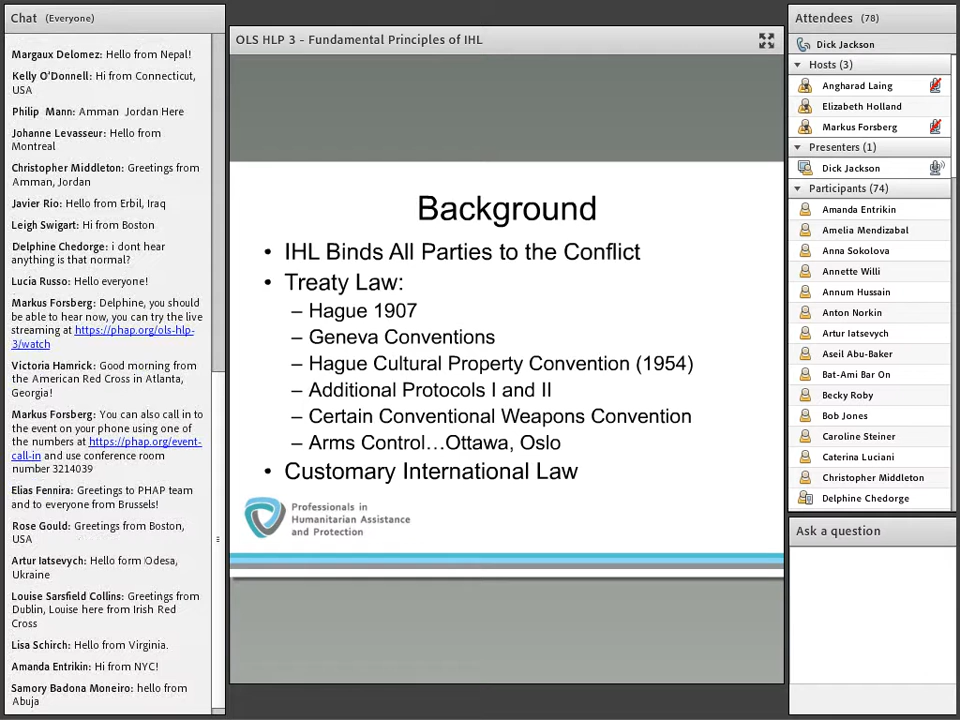 Chat (Everyone)
Margaux Delomez: Hello from Nepal!
Kelly O'Donnell: Hi from Connecticut,
USA
Philip Mann: Amman Jordan Here
Johanne Levasseur: Hello from
Montreal
Christopher Middleton: Greetings from
Amman, Jordan
Javier Rio: Hello from Erbil, Iraq
Leigh Swigart: Hi from Boston
Delphine Chedorge: i dont hear
anything is that normal?
Lucia Russo: Hello everyone!
Markus Forsberg: Delphine, you should
be able to hear now, you can try the live
streaming at https://phap.org/ols-hlp-
3/watch
Victoria Hamrick: Good morning from
the American Red Cross in Atlanta,
Georgia!
Markus Forsberg: You can also call in to
the event on your phone using one of
the numbers at https://phap.org/event-
call-in and use conference room
number 3214039
Elias Fennira: Greetings to PHAP team
and to everyone from Brussels!
Rose Gould: Greetings from Boston,
USA
Artur Iatsevych: Hello form Odesa,
Ukraine
Louise Sarsfield Collins: Greetings from
Dublin, Louise here from Irish Red
Cross
Lisa Schirch: Hello from Virginia.
Amanda Entrikin: Hi from NYC!
Samory Badona Moneiro: hello from
Abuja
OLS HLP 3 - Fundamental Principles of IHL
Background
• IHL Binds All Parties to the Conflict
• Treaty Law:
– Hague 1907
– Geneva Conventions
– Hague Cultural Property Convention (1954)
– Additional Protocols I and II
– Certain Conventional Weapons Convention
– Arms Control…Ottawa, Oslo
• Customary International Law
Professionals in
Humanitarian Assistance
and Protection
Attendees (78)
Dick Jackson
Hosts (3)
Angharad Laing
Elizabeth Holland
Markus Forsberg
Presenters (1)
Dick Jackson
Participants (74)
Amanda Entrikin
Amelia Mendizabal
Anna Sokolova
Annette Willi
Annum Hussain
Anton Norkin
Artur Iatsevych
Aseil Abu-Baker
Bat-Ami Bar On
Becky Roby
Bob Jones
Caroline Steiner
Caterina Luciani
Christopher Middleton
Delphine Chedorge
Ask a question